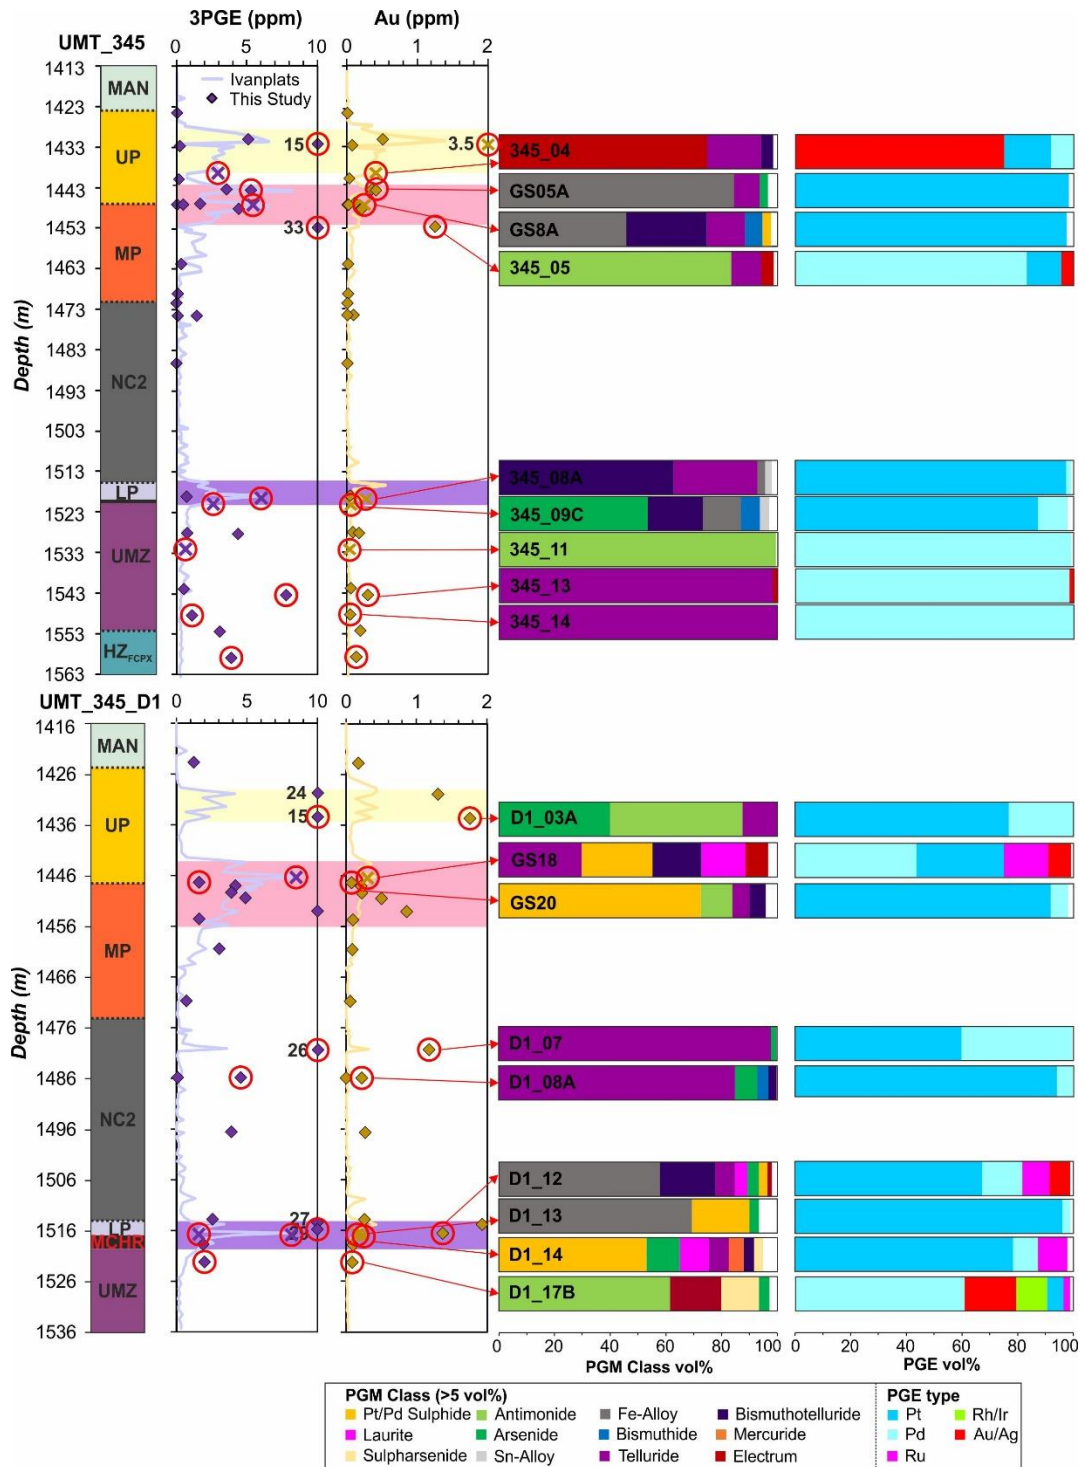 3PGE (ppm) Au (ppm)
UMT_345 0 5 10 0 1 2
1413
MAN
Ivanplats
This Study
1423
1433
UP
15
3.5
345_04
1443
GS05A
1453
33
GS8A
MP
1463
345_05
1473
Depth (m)
1483
NC2
1493
1503
1513
LP
345_08A
1523
345_09C
1533
UMZ
345_11
1543
345_13
1553
345_14
HZFCPX
1563
UMT_345_D1 0 5 10 0 1 2
1416
MAN
1426
24
UP
15
D1_03A
1436
GS18
1446
GS20
1456
MP
1466
1476
26
D1_07
Depth (m)
1486
D1_08A
NC2
1496
1506
D1_12
27
1516
LP
29
D1_13
MCHR
D1_14
1526
UMZ
D1_17B
1536
0 20 40 60 80 100 0 20 40 60 80 100
PGM Class vol% PGE vol%
PGM Class (>5 vol%) PGE type
Pt/Pd Sulphide Antimonide Fe-Alloy Bismuthotelluride Pt Rh/Ir
Laurite Arsenide Bismuthide Mercuride Pd Au/Ag
Sulpharsenide Sn-Alloy Telluride Electrum Ru